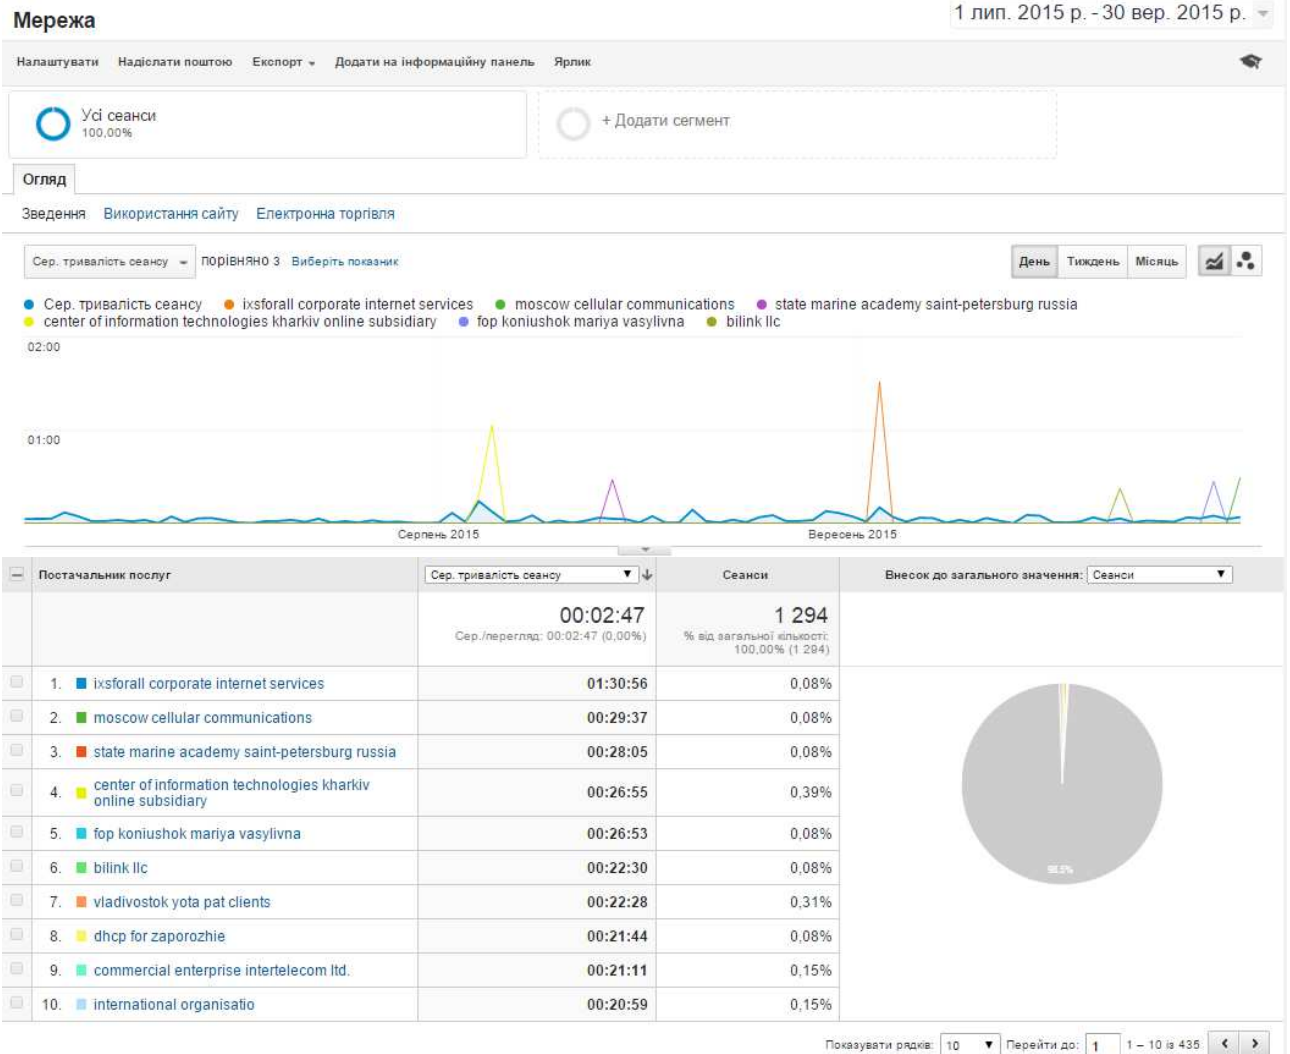 Мережа
1 лип. 2015 р. - 30 вер. 2015 р.
Налаштувати Надіслати поштою Експорт Додати на інформаційну панель Ярлик
Усі сеанси
100,00%
+ Додати сегмент
Огляд
Зведення Використання сайту Електронна торгівля
Сер. тривалість сеансу порівняно з Виберіть показник
День Тиждень Місяць
Сер. тривалість сеансу ixsforall corporate internet services moscow cellular communications state marine academy saint-petersburg russia
center of information technologies kharkiv online subsidiary fop koniushok mariya vasylivna bilink llc
02:00
01:00
Серпень 2015 Вересень 2015
Постачальник послуг Сер. тривалість сеансу Сеанси Внесок до загального значення: Сеанси
00:02:47 1 294
Сер./перегляд: 00:02:47 (0,00%) % від загальної кількості:
100,00% (1 294)
1. ixsforall corporate internet services 01:30:56 0,08%
2. moscow cellular communications 00:29:37 0,08%
3. state marine academy saint-petersburg russia 00:28:05 0,08%
4. center of information technologies kharkiv
online subsidiary 00:26:55 0,39%
5. fop koniushok mariya vasylivna 00:26:53 0,08%
6. bilink llc 00:22:30 0,08%
7. vladivostok yota pat clients 00:22:28 0,31%
8. dhcp for zaporozhie 00:21:44 0,08%
9. commercial enterprise intertelecom ltd. 00:21:11 0,15%
10. international organisatio 00:20:59 0,15%
Показувати рядків: 10 Перейти до: 1 1 – 10 із 435